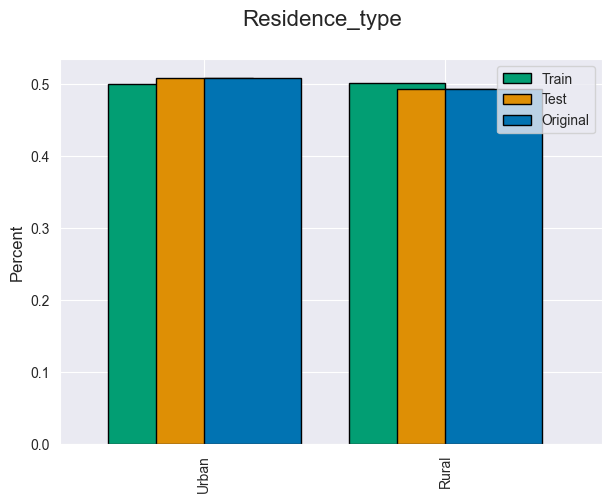 Residence_type
Train
Test
Original
Percent
0.5
0.4
0.3
0.2
0.1
0.0
Urban
Rural